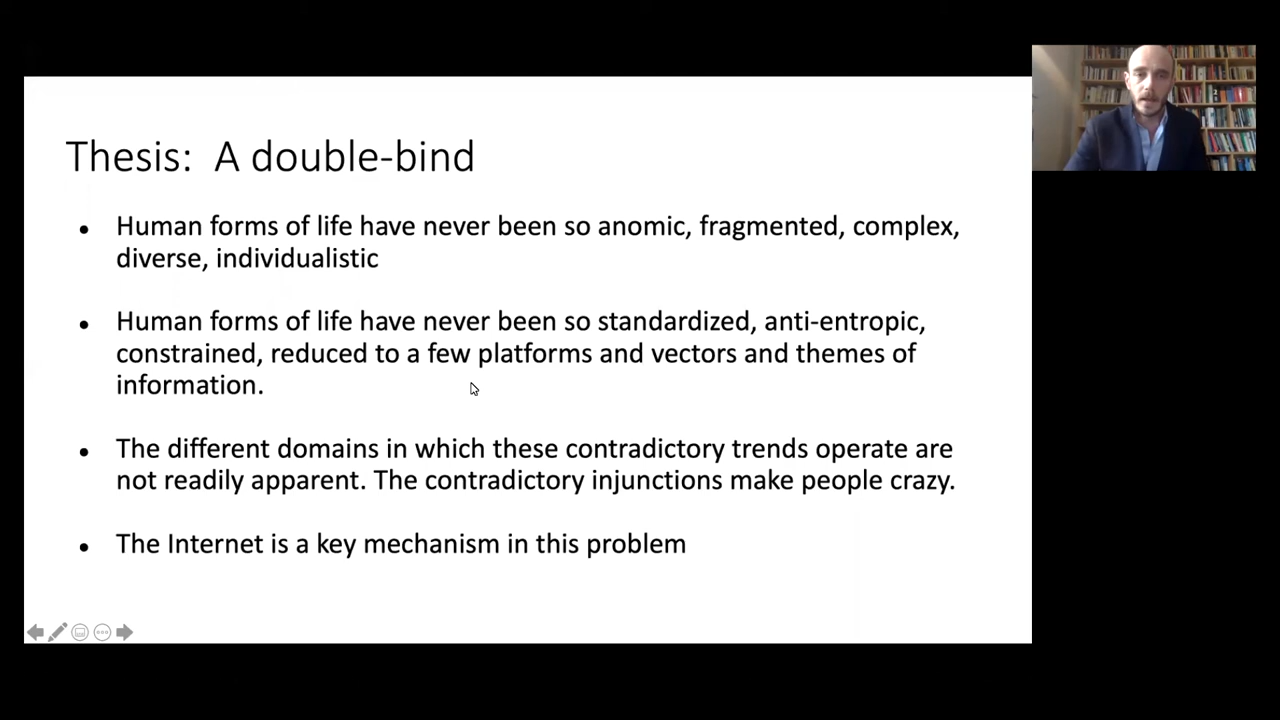 Thesis:  A double-bind
Human forms of life have never been so anomic, fragmented, complex,
diverse, individualistic
Human forms of life have never been so standardized, anti-entropic,
constrained, reduced to a few platforms and vectors and themes of
information.
The different domains in which these contradictory trends operate are
not readily apparent. The contradictory injunctions make people crazy.
The Internet is a key mechanism in this problem